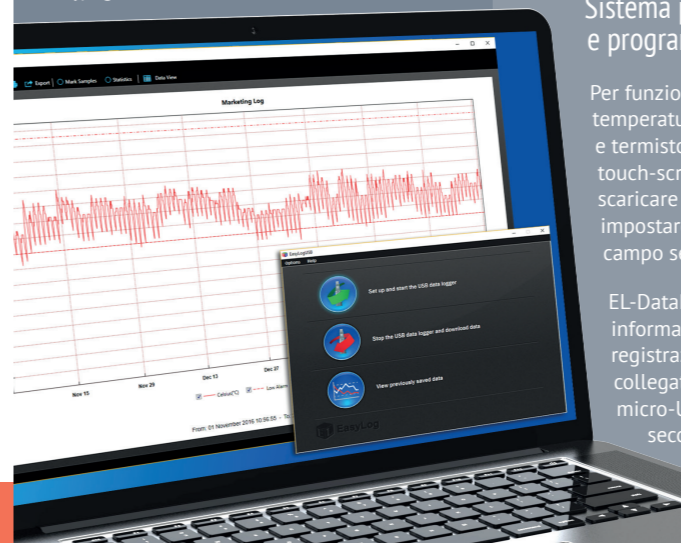 Export
Mark Samples
Statistics
Data View
Marketing Log
Nov 15
Nov 29
Dec 13
Dec 27
Celsius(°C)
Low Alarm
From: 01 November 2016 10:56:55 - To
EasyLogUSB
Options Help
Set up and start the USB data logger
Stop the USB data logger and download data
View previously saved data
EasyLog
Sistema p
e progra
Per funzio
temperatu
e termisto
touch-scr
scaricare
impostar
campo se
EL-Data
informa
registra
collega
micro-U
seco